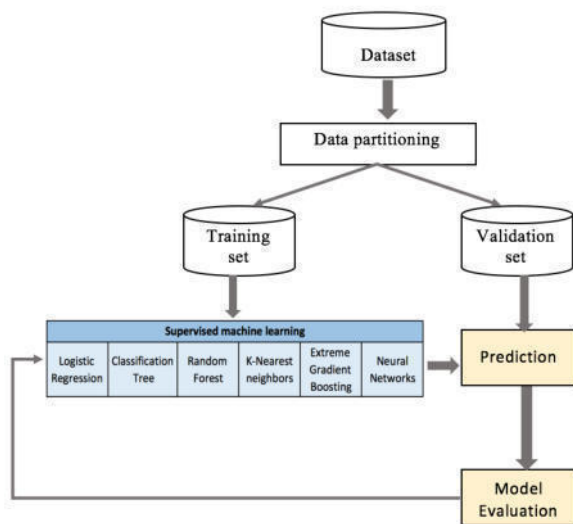 Dataset
Data partitioning
Training
set
Validation
set
Supervised machine learning
Logistic
Regression
Classification
Tree
Random
Forest
K-Nearest
neighbors
Extreme
Gradient
Boosting
Neural
Networks
Prediction
Model
Evaluation